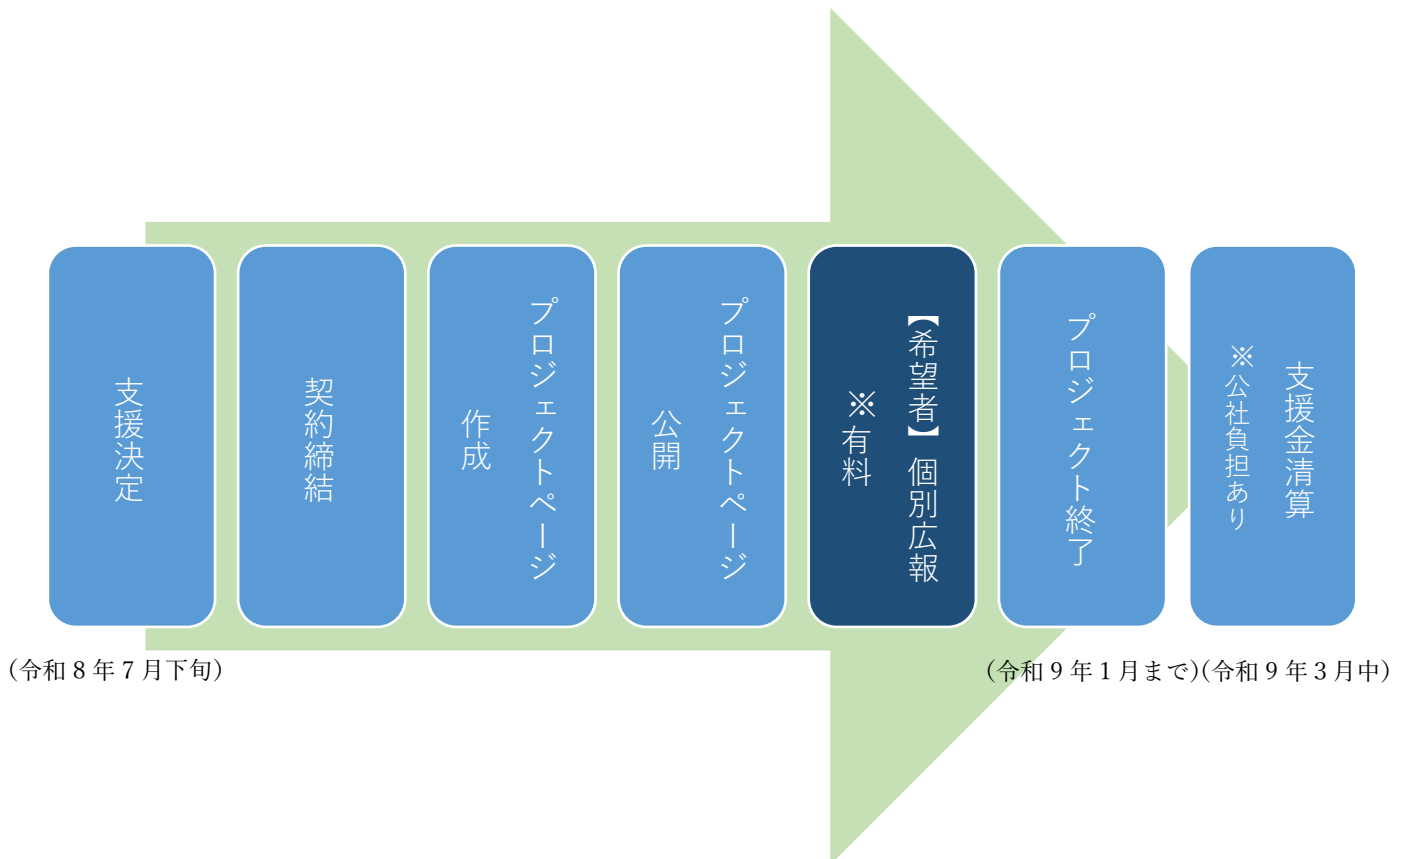 支援決定
契約締結
プロジェクトページ
作成
プロジェクトページ
公開
【希望者】個別広報
※有料
プロジェクト終了
支援金清算
※公社負担あり
(令和８年７月下旬)
(令和９年１月まで)(令和９年３月中)